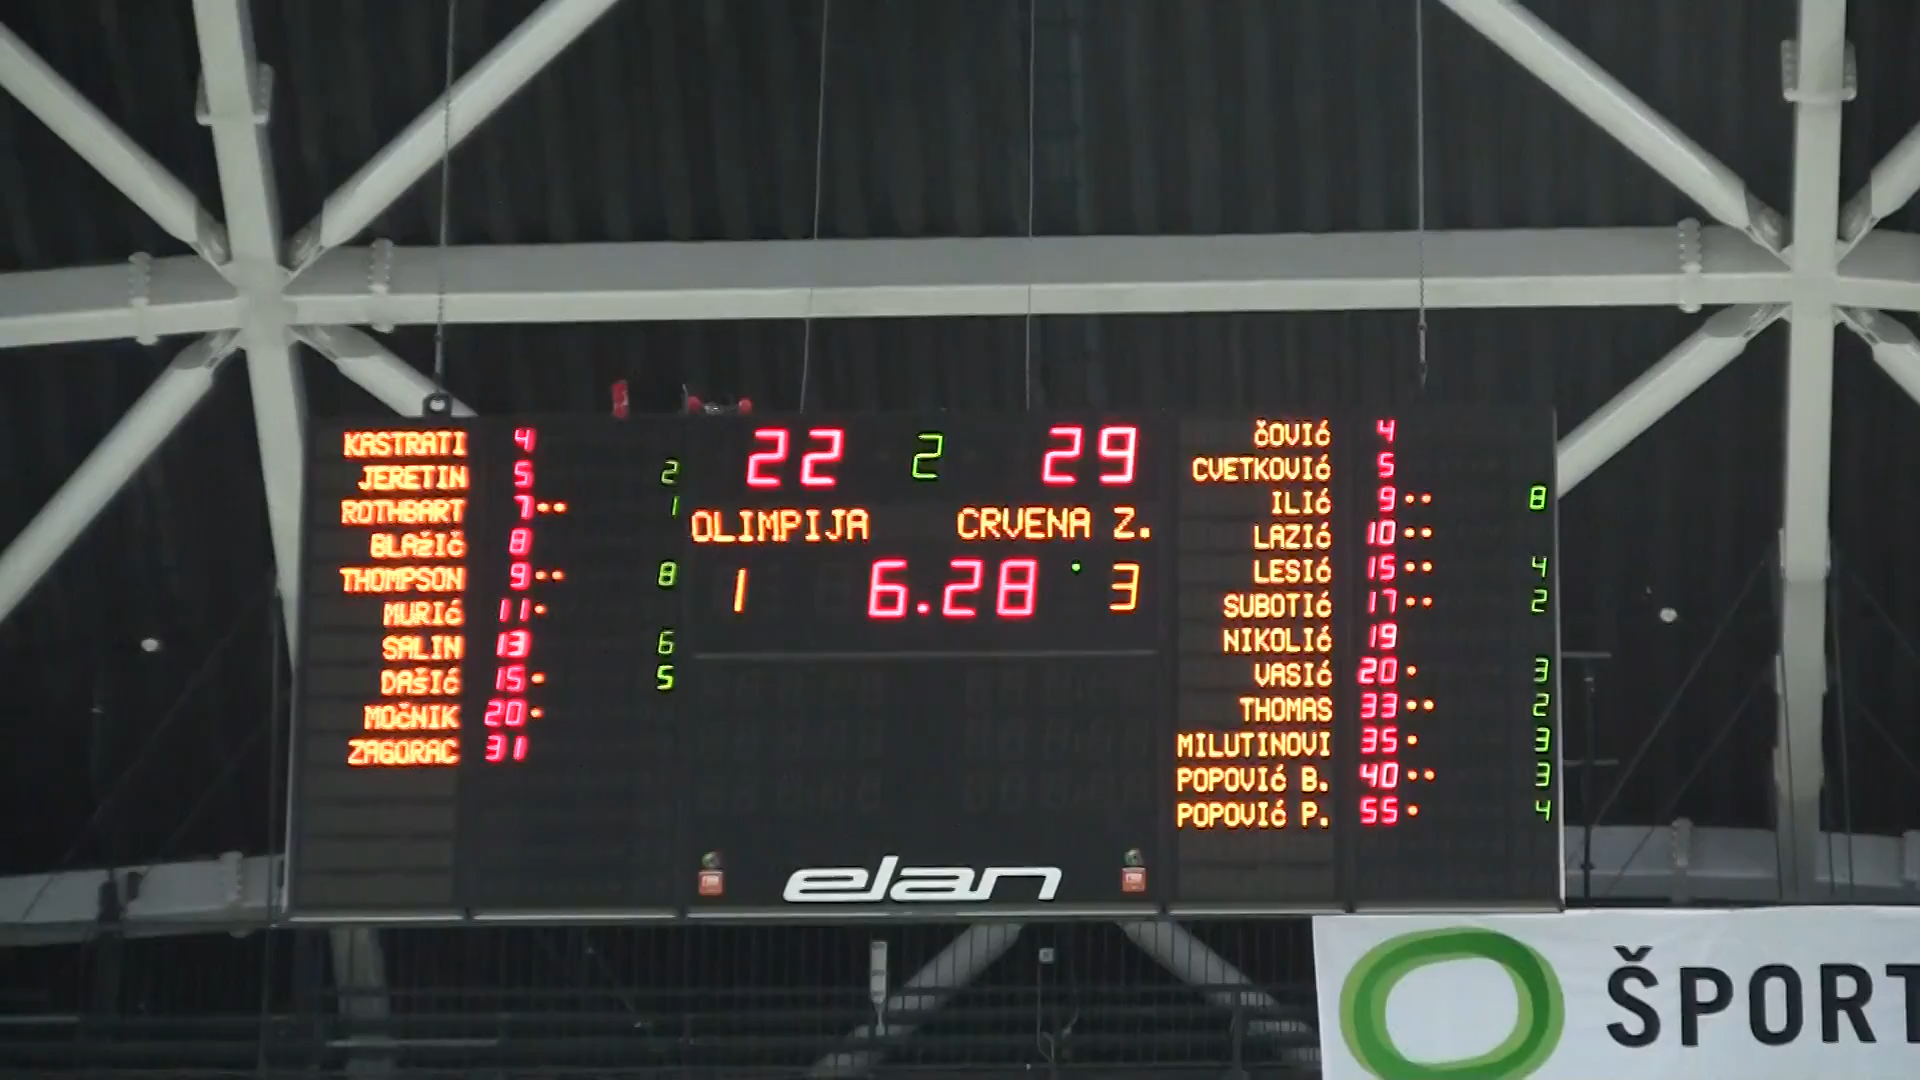 KASTRATI 4
JERETIN 5 2
ROTHBART 7•• 1
BLAŽIČ 8
THOMPSON 9•• 8
MURIĆ 11•
SALIN 13 6
DAŠIĆ 15• 5
MOČNIK 20•
ZAGORAC 31
22 2 29
OLIMPIJA CRVENA Z.
1 6.28 3
elan
ČOVIĆ 4
CVETKOVIĆ 5
ILIĆ 9•• 8
LAZIĆ 10••
LESIĆ 15•• 4
SUBOTIĆ 17•• 2
NIKOLIĆ 19
VASIĆ 20• 3
THOMAS 33•• 2
MILUTINOVI 35• 3
POPOVIĆ B. 40•• 3
POPOVIĆ P. 55• 4
ŠPORT